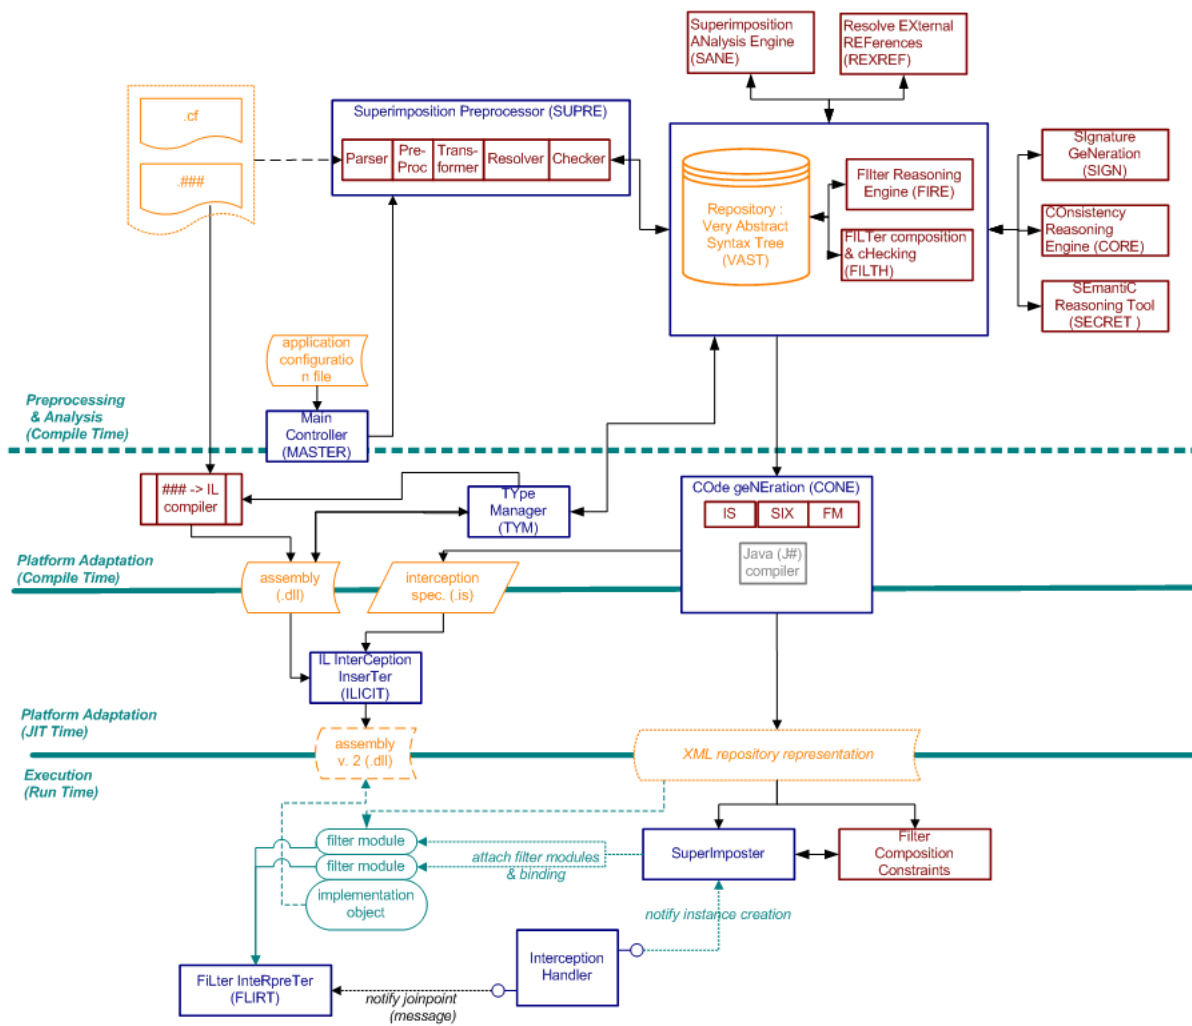 Superimposition
ANalysis Engine
(SANE)
Resolve EXternal
REFerences
(REXREF)
.cf
.###
Superimposition Preprocessor (SUPRE)
Parser
Pre-
Proc
Trans-
former
Resolver
Checker
Repository :
Very Abstract
Syntax Tree
(VAST)
FIlter Reasoning
Engine (FIRE)
FILTer composition
& cHecking
(FILTH)
SIgnature
GeNeration
(SIGN)
COnsistency
Reasoning
Engine (CORE)
SEmantiC
Reasoning Tool
(SECRET )
application
configuratio
n file
Main
Controller
(MASTER)
Preprocessing
& Analysis
(Compile Time)
### -> IL
compiler
TYpe
Manager
(TYM)
COde geNEration (CONE)
IS
SIX
FM
Java (J#)
compiler
Platform Adaptation
(Compile Time)
assembly
(.dll)
interception
spec. (.is)
IL InterCeption
InserTer
(ILICIT)
Platform Adaptation
(JIT Time)
assembly
v. 2 (.dll)
XML repository representation
Execution
(Run Time)
filter module
filter module
implementation
object
attach filter modules
& binding
SuperImposter
Filter
Composition
Constraints
notify instance creation
Interception
Handler
FiLter InteRpreTer
(FLIRT)
notify joinpoint
(message)